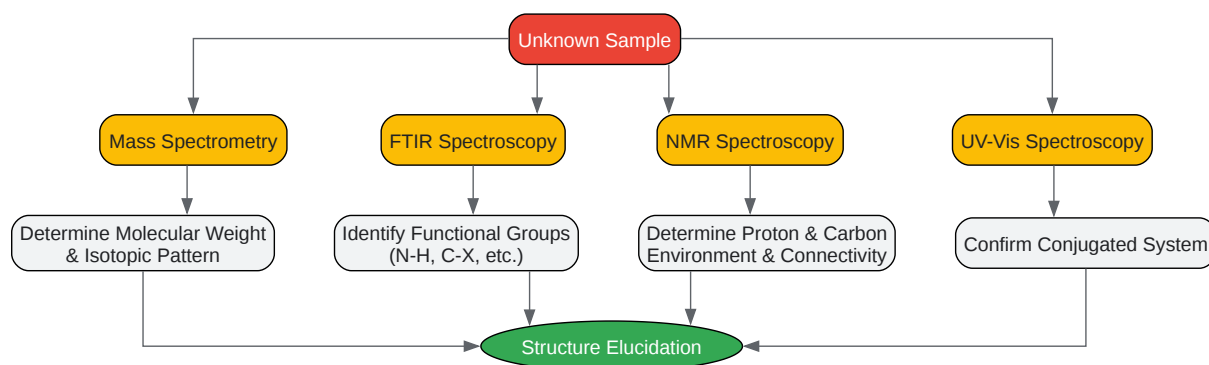 Unknown Sample
Mass Spectrometry
FTIR Spectroscopy
NMR Spectroscopy
UV-Vis Spectroscopy
Determine Molecular Weight
& Isotopic Pattern
Identify Functional Groups
(N-H, C-X, etc.)
Determine Proton & Carbon
Environment & Connectivity
Confirm Conjugated System
Structure Elucidation